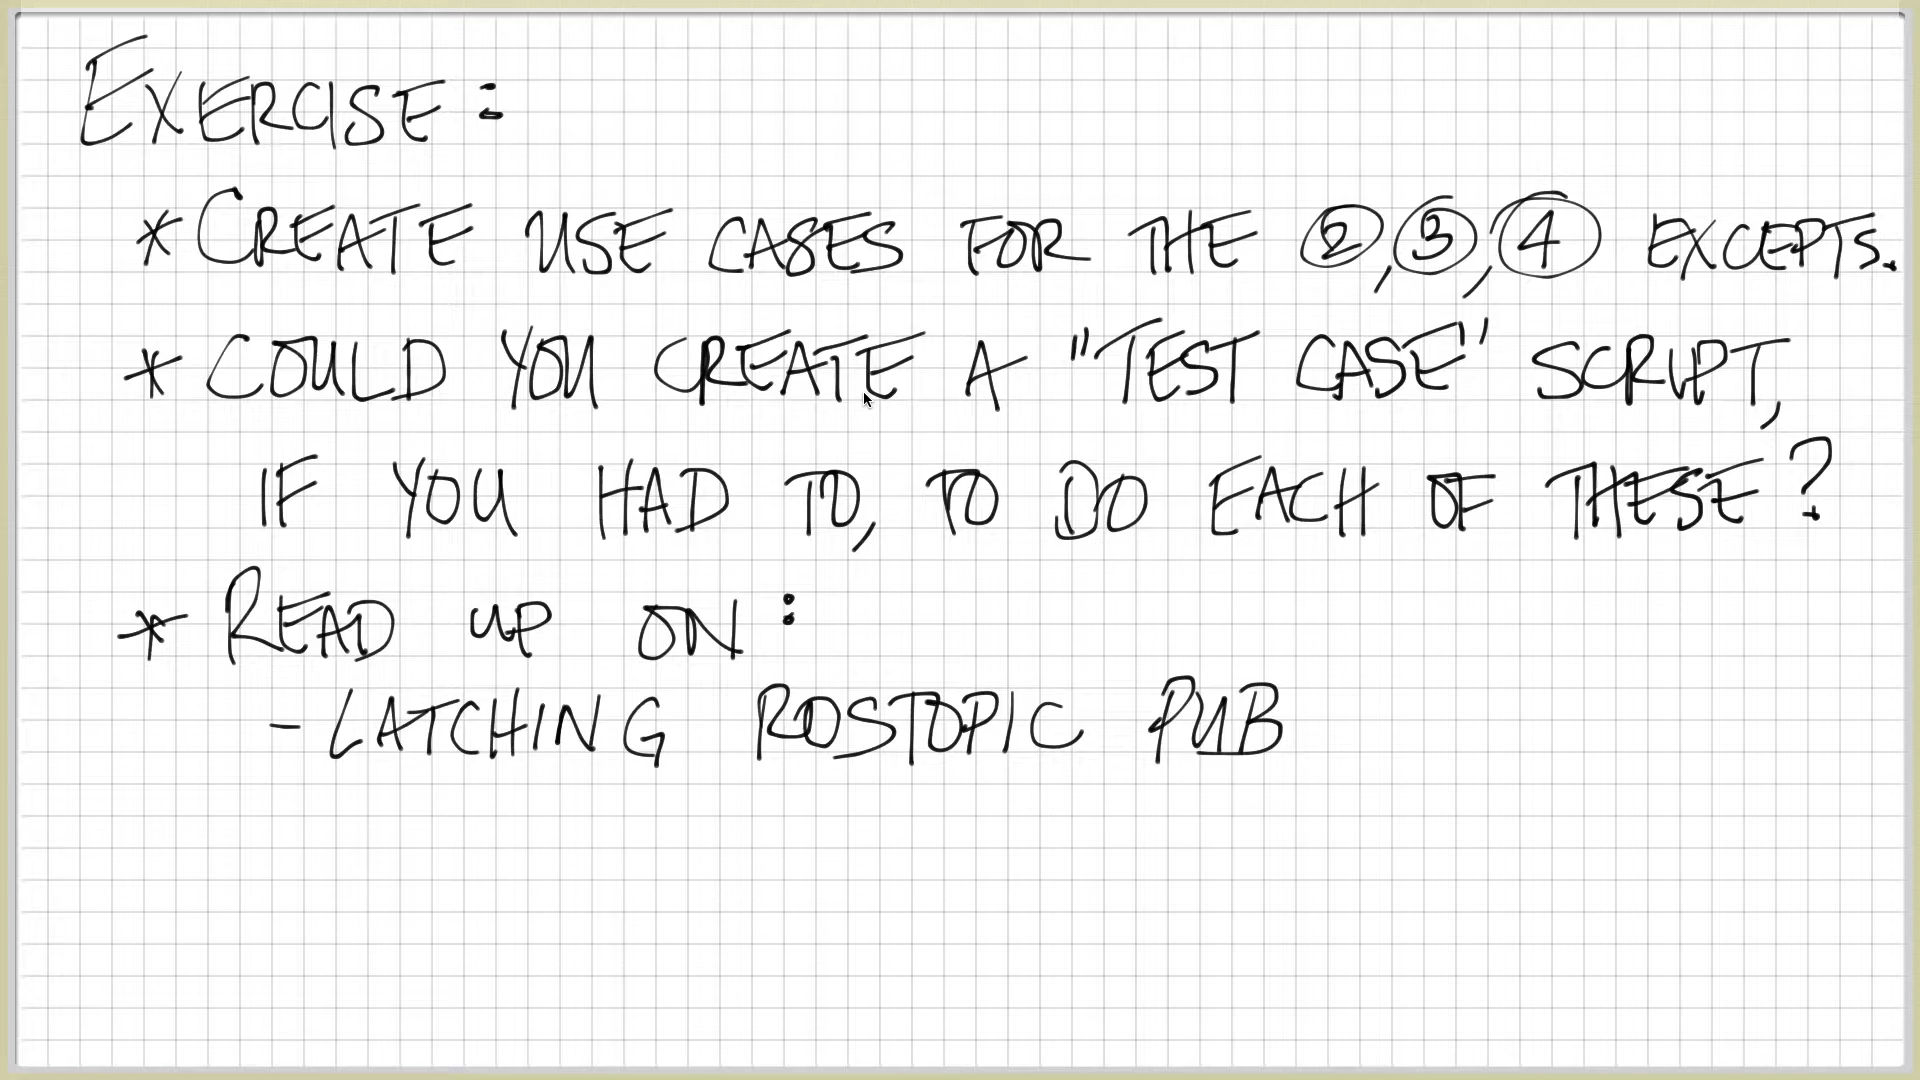 EXERCISE:
* CREATE USE CASES FOR THE ②,③,④ EXCEPTS.
* COULD YOU CREATE A "TEST CASE" SCRIPT,
IF YOU HAD TO, TO DO EACH OF THESE?
* READ UP ON:
- LATCHING ROSTOPIC PUB